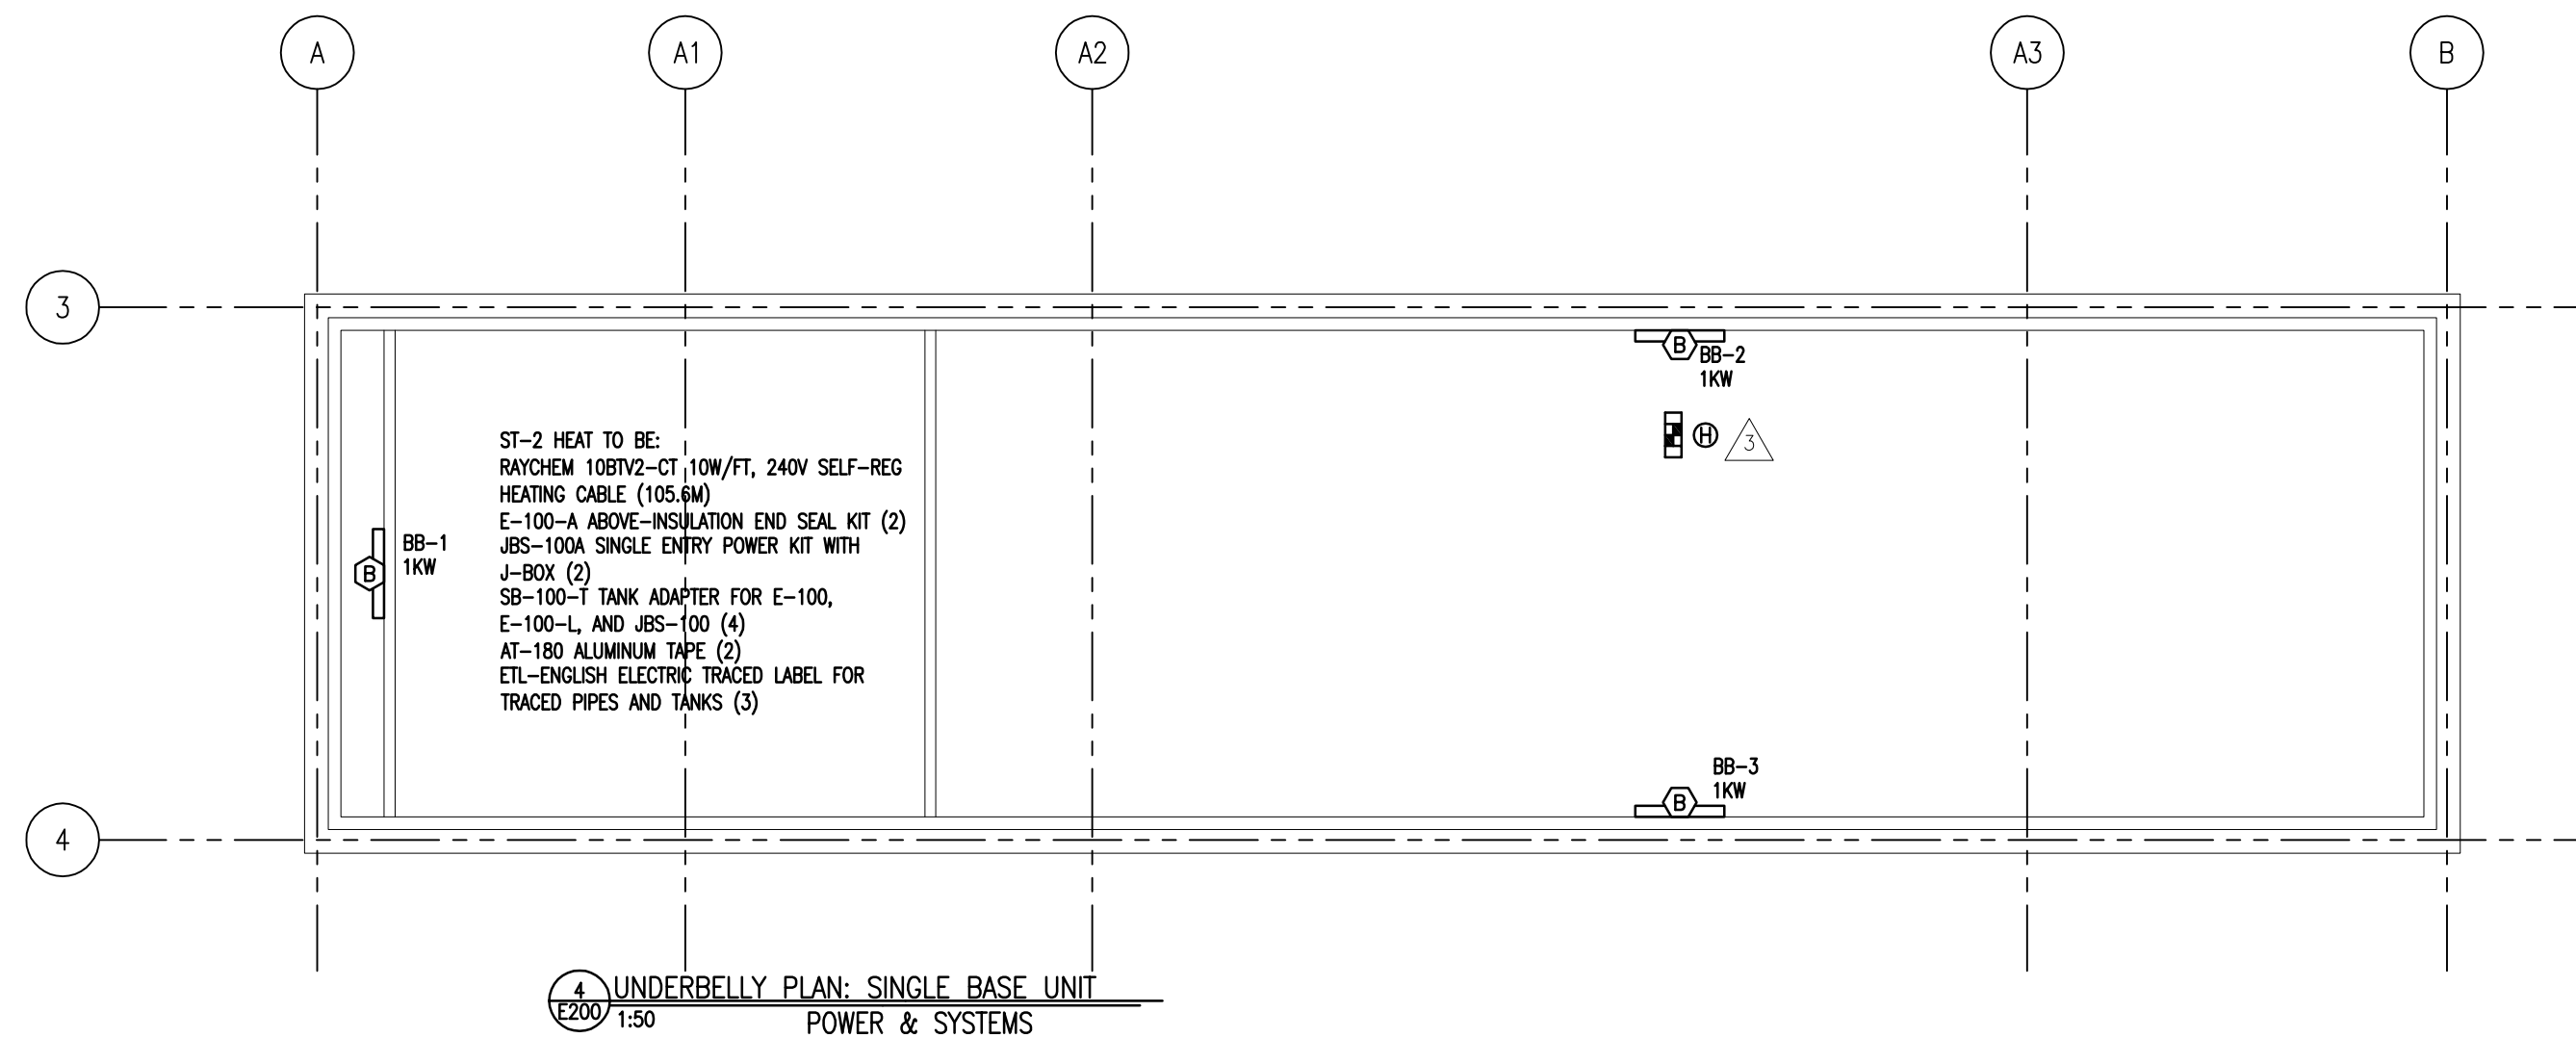 A
A1
A2
A3
B
3
B
BB-2
1KW
H
3
ST-2 HEAT TO BE:
RAYCHEM 10BTV2-CT 10W/FT, 240V SELF-REG
HEATING CABLE (105.6M)
E-100-A ABOVE-INSULATION END SEAL KIT (2)
JBS-100A SINGLE ENTRY POWER KIT WITH
J-BOX (2)
SB-100-T TANK ADAPTER FOR E-100,
E-100-L, AND JBS-100 (4)
AT-180 ALUMINUM TAPE (2)
ETL-ENGLISH ELECTRIC TRACED LABEL FOR
TRACED PIPES AND TANKS (3)
B
BB-1
1KW
BB-3
1KW
B
4
4
E200
UNDERBELLY PLAN: SINGLE BASE UNIT
1:50
POWER & SYSTEMS